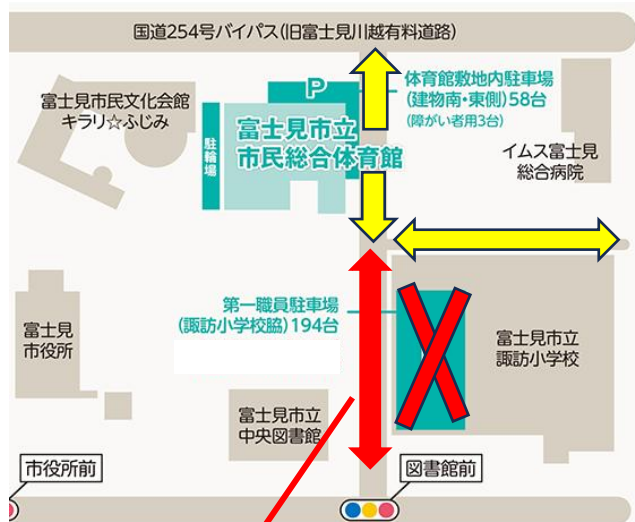 国道254号バイパス(旧富士見川越有料道路)
P
体育館敷地内駐車場
(建物南・東側)58台
(障がい者用3台)
富士見市民文化会館
キラリ☆ふじみ
駐輪場
富士見市立
市民総合体育館
イムス富士見
総合病院
第一職員駐車場
(諏訪小学校脇)194台
富士見
市役所
富士見市立
諏訪小学校
富士見市立
中央図書館
市役所前
図書館前